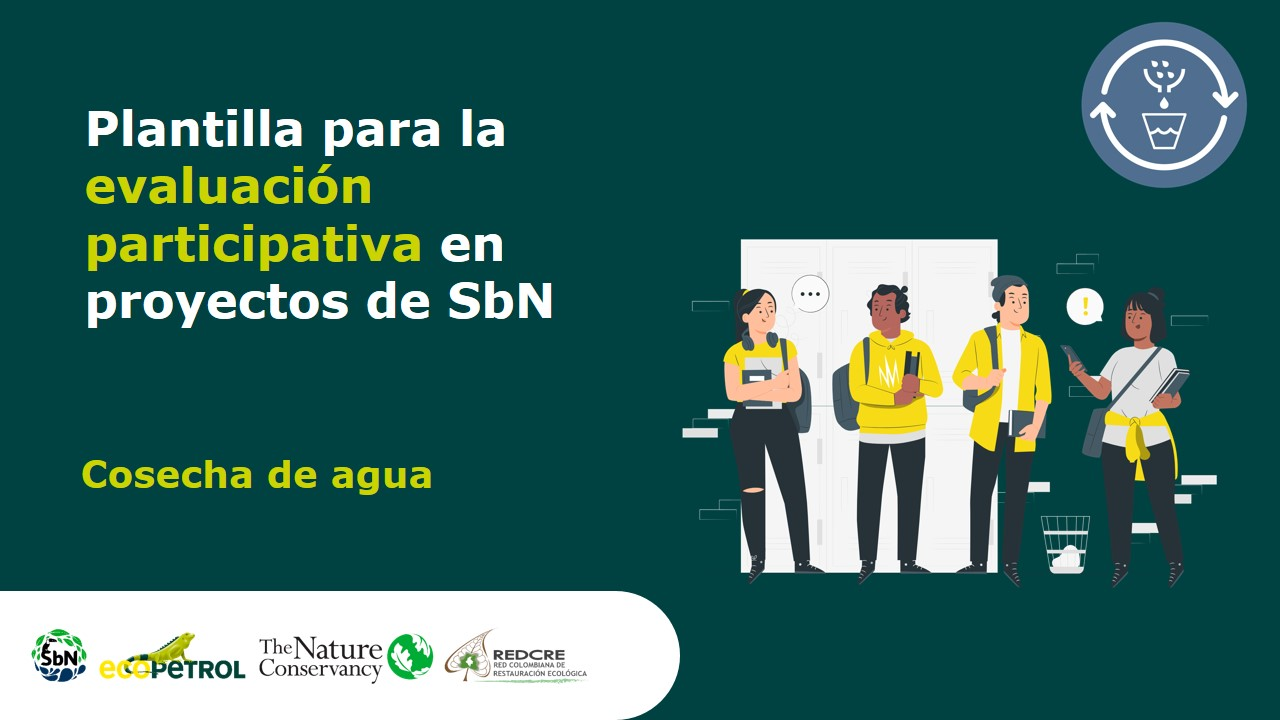 Plantilla para la
evaluación
participativa en
proyectos de SbN
Cosecha de agua
SbN
ecopetrol
The Nature
Conservancy
REDCRE
RED COLOMBIANA DE
RESTAURACIÓN ECOLÓGICA